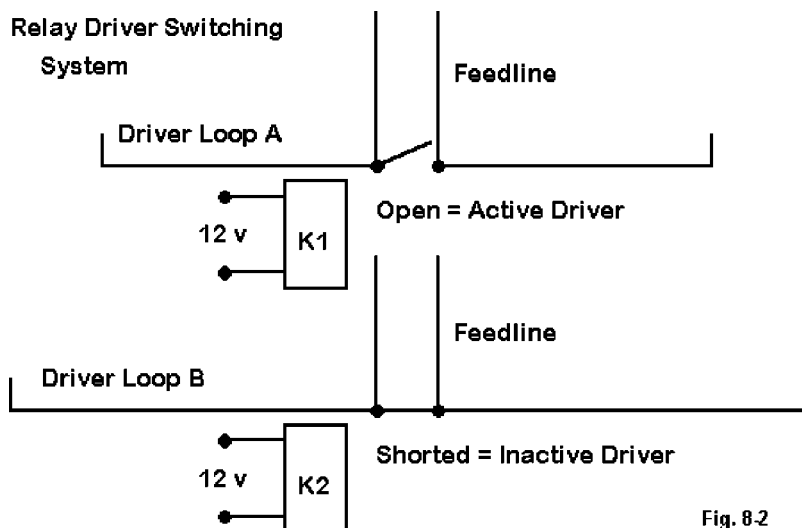 Relay Driver Switching
System
Feedline
Driver Loop A
12 v
K1
Open = Active Driver
Feedline
Driver Loop B
12 v
K2
Shorted = Inactive Driver
Fig. 8-2